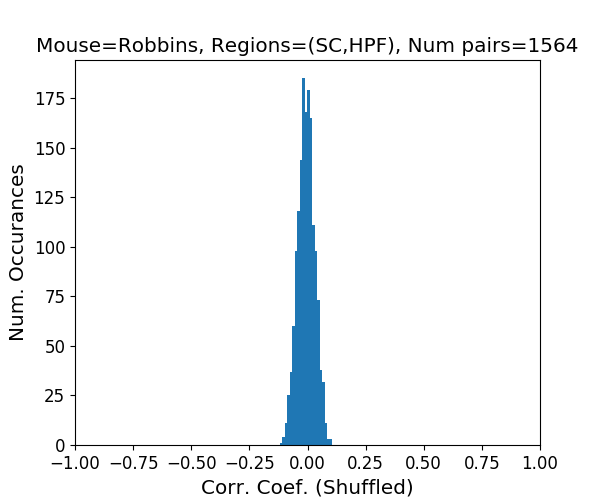 Mouse=Robbins, Regions=(SC,HPF), Num pairs=1564
Num. Occurances
175
150
125
100
75
50
25
0
−1.00 −0.75 −0.50 −0.25 0.00 0.25 0.50 0.75 1.00
Corr. Coef. (Shuffled)